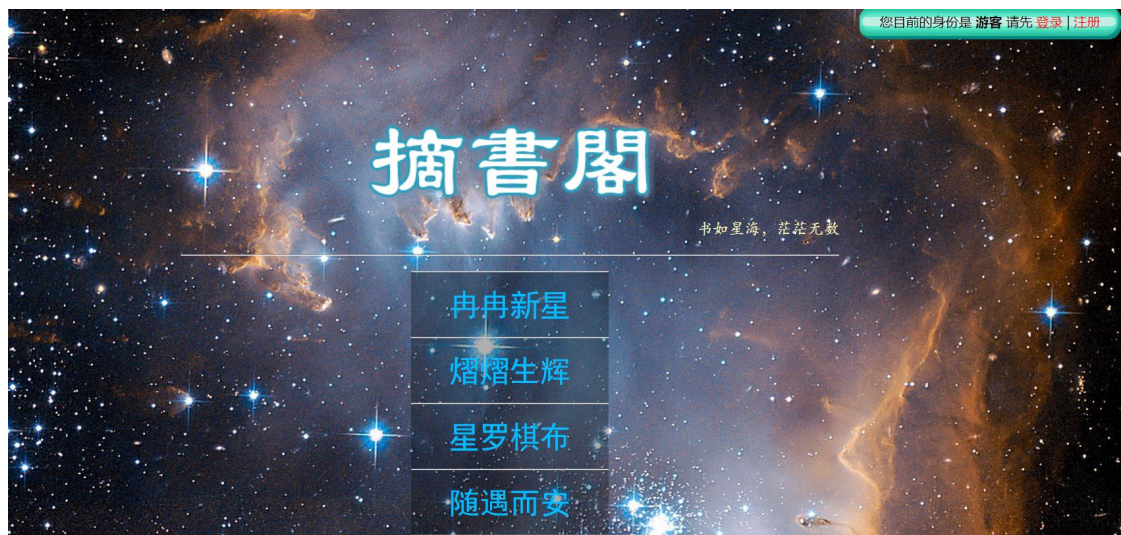 您目前的身份是 游客 请先 登录 | 注册
摘書閣
书如星海，茫茫无数
冉冉新星
熠熠生辉
星罗棋布
随遇而安